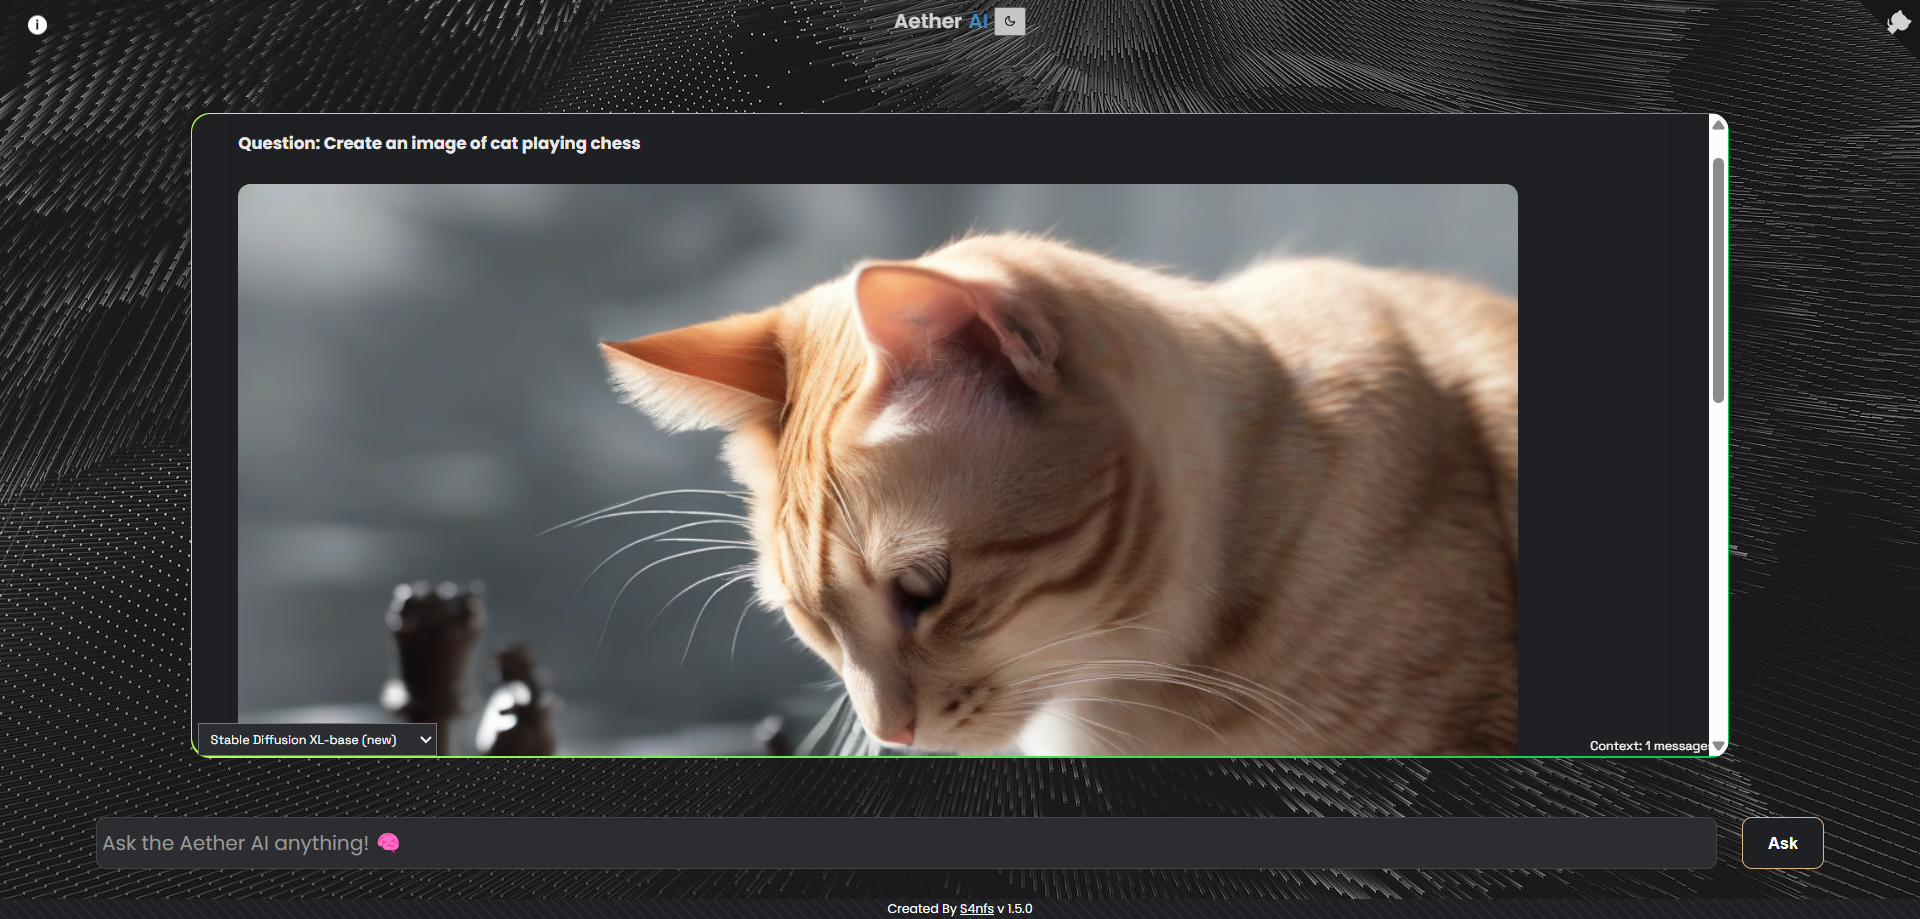 Aether AI
Question: Create an image of cat playing chess
Stable Diffusion XL-base (new)
Context: 1 messages
Ask the Aether AI anything! 🧠
Ask
Created By S4nfs v 1.5.0